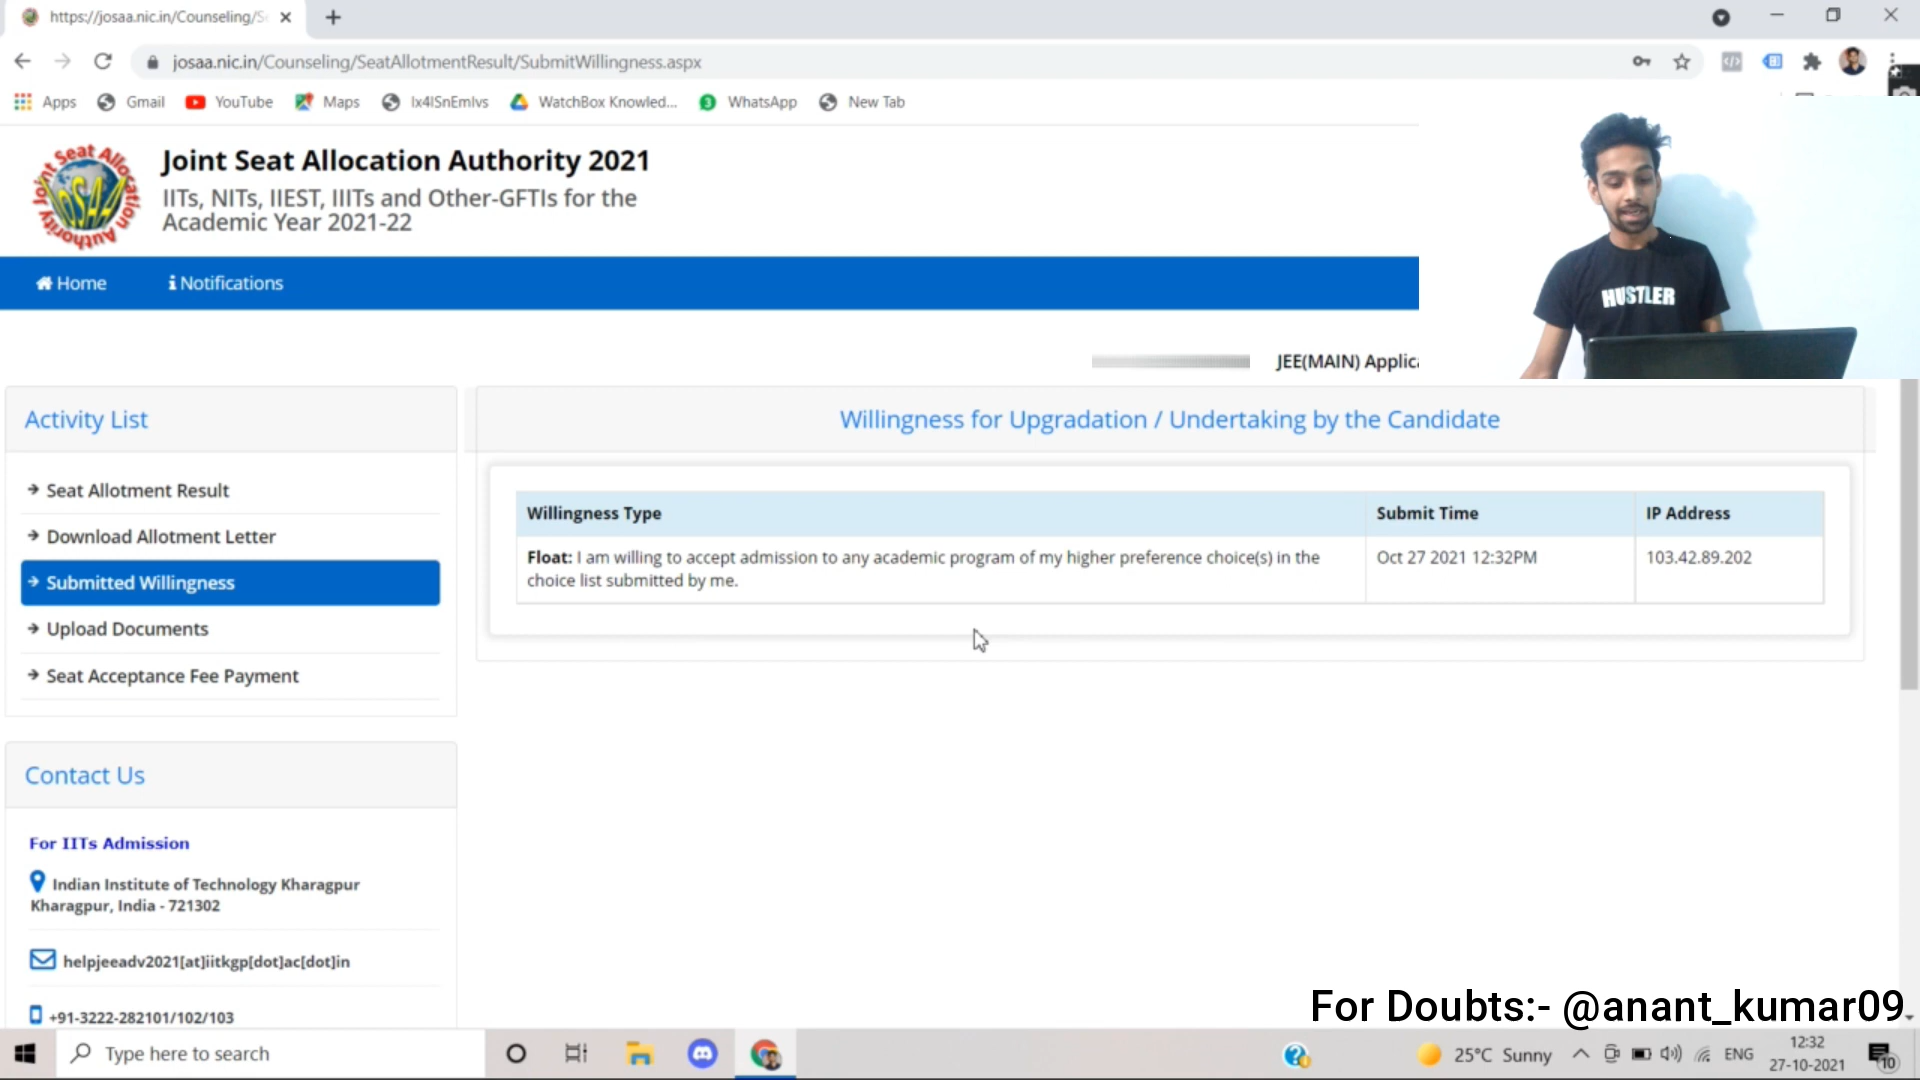 https://josaa.nic.in/Counseling/S
josaa.nic.in/Counseling/SeatAllotmentResult/SubmitWillingness.aspx
Apps Gmail YouTube Maps Ix4ISnEmIvs WatchBox Knowled... WhatsApp New Tab
Joint Seat Allocation Authority
Joint Seat Allocation Authority 2021
IITs, NITs, IIEST, IIITs and Other-GFTIs for the
Academic Year 2021-22
HUSTLER
Home Notifications
JEE(MAIN) Applica
Activity List
Willingness for Upgradation / Undertaking by the Candidate
Seat Allotment Result
Download Allotment Letter
Submitted Willingness
Upload Documents
Seat Acceptance Fee Payment
Willingness Type Submit Time IP Address
Float: I am willing to accept admission to any academic program of my higher preference choice(s) in the Oct 27 2021 12:32PM 103.42.89.202
choice list submitted by me.
Contact Us
For IITs Admission
Indian Institute of Technology Kharagpur
Kharagpur, India - 721302
helpjeeadv2021[at]iitkgp[dot]ac[dot]in
+91-3222-282101/102/103
For Doubts:- @anant_kumar09
Type here to search
25°C Sunny
ENG
12:32
27-10-2021
10